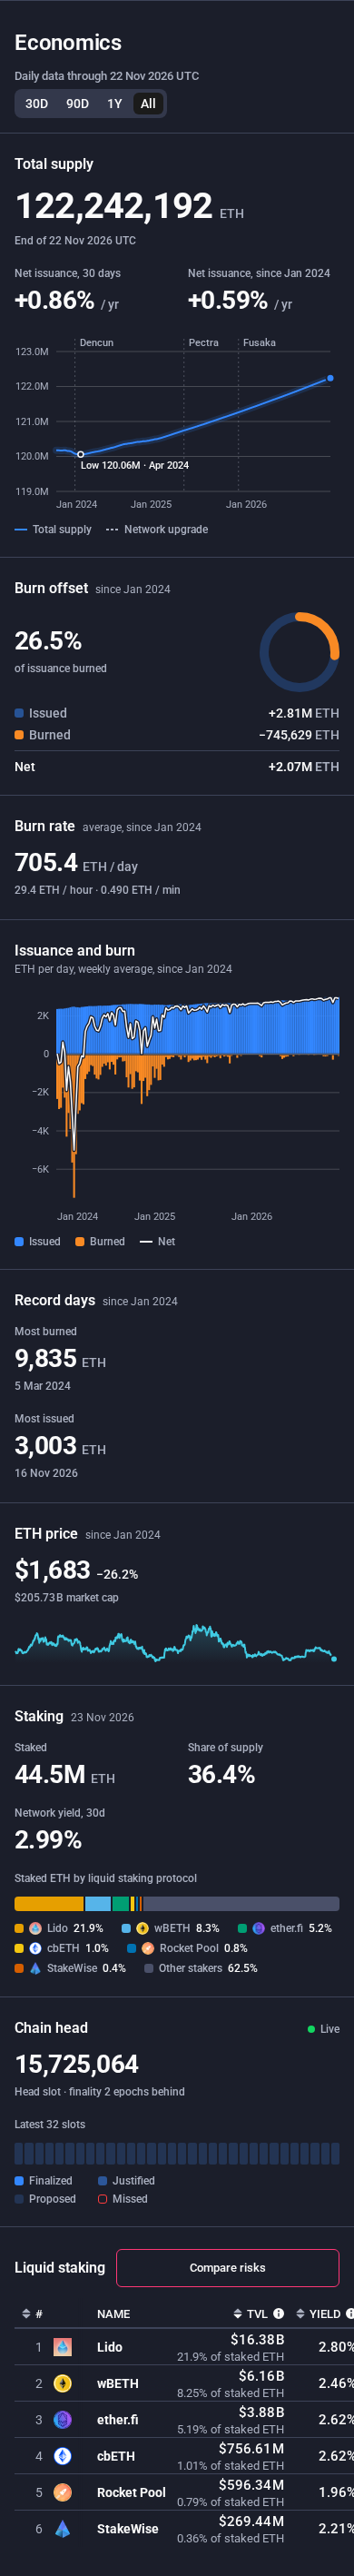 Economics
Daily data through 22 Nov 2026 UTC
30D 90D 1Y All
Total supply
122,242,192 ETH
End of 22 Nov 2026 UTC
Net issuance, 30 days Net issuance, since Jan 2024
+0.86% / yr +0.59% / yr
Dencun Pectra Fusaka
123.0M
122.0M
121.0M
120.0M
Low 120.06M · Apr 2024
119.0M
Jan 2024 Jan 2025 Jan 2026
Total supply Network upgrade
Burn offset since Jan 2024
26.5%
of issuance burned
Issued +2.81M ETH
Burned −745,629 ETH
Net +2.07M ETH
Burn rate average, since Jan 2024
705.4 ETH / day
29.4 ETH / hour · 0.490 ETH / min
Issuance and burn
ETH per day, weekly average, since Jan 2024
2K
0
−2K
−4K
−6K
Jan 2024 Jan 2025 Jan 2026
Issued Burned Net
Record days since Jan 2024
Most burned
9,835 ETH
5 Mar 2024
Most issued
3,003 ETH
16 Nov 2026
ETH price since Jan 2024
$1,683 −26.2%
$205.73B market cap
Staking 23 Nov 2026
Staked Share of supply
44.5M ETH 36.4%
Network yield, 30d
2.99%
Staked ETH by liquid staking protocol
Lido 21.9% wBETH 8.3% ether.fi 5.2%
cbETH 1.0% Rocket Pool 0.8%
StakeWise 0.4% Other stakers 62.5%
Chain head Live
15,725,064
Head slot · finality 2 epochs behind
Latest 32 slots
Finalized Justified
Proposed Missed
Liquid staking Compare risks
# NAME TVL YIELD
1 Lido $16.38B 2.80%
21.9% of staked ETH
2 wBETH $6.16B 2.46%
8.25% of staked ETH
3 ether.fi $3.88B 2.62%
5.19% of staked ETH
4 cbETH $756.61M 2.62%
1.01% of staked ETH
5 Rocket Pool $596.34M 1.96%
0.79% of staked ETH
6 StakeWise $269.44M 2.21%
0.36% of staked ETH